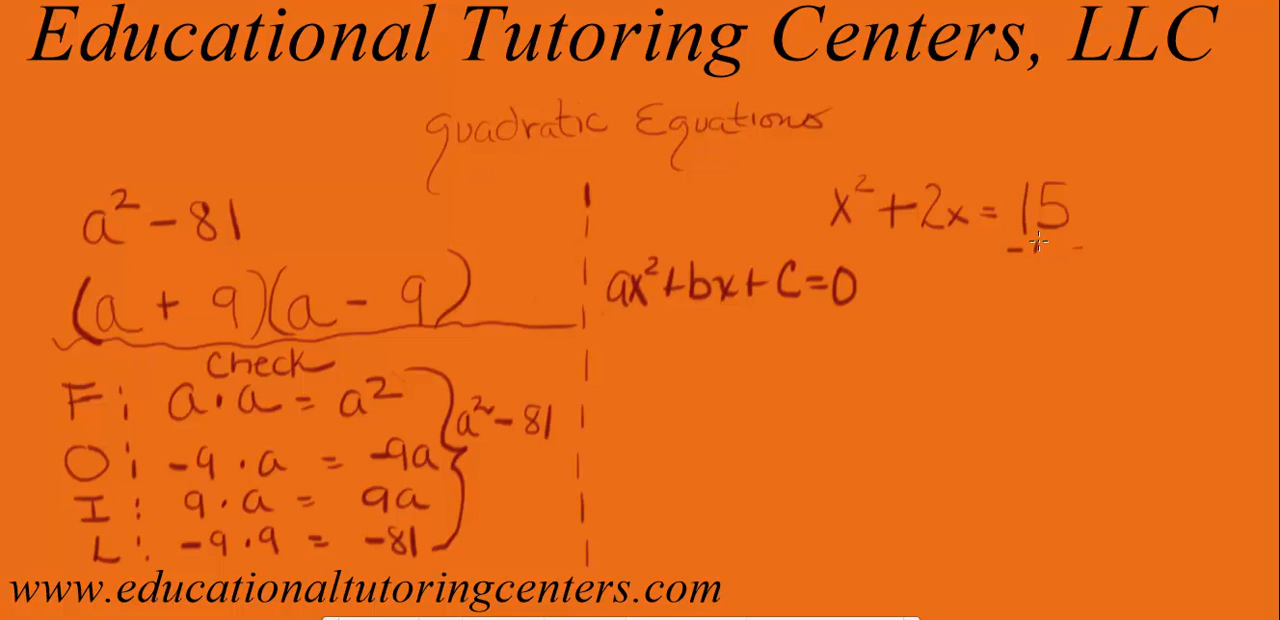 Educational Tutoring Centers, LLC
Quadratic Equations
a² - 81
(a + 9)(a - 9)
Check
F: a · a = a²
O: -9 · a = -9a
I: 9 · a = 9a
L: -9 · 9 = -81
a² - 81
x² + 2x = 15
-1
ax² + bx + C = 0
www.educationaltutoringcenters.com